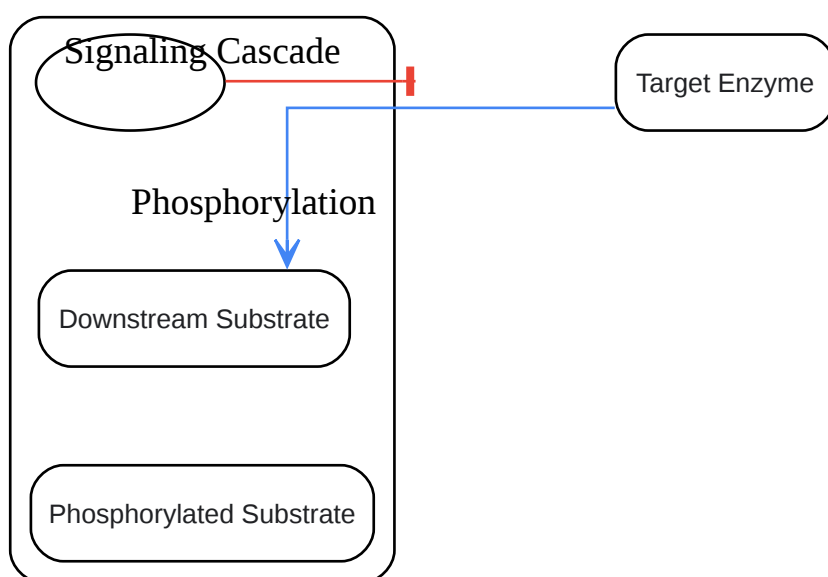 Signaling Cascade
Target Enzyme
Phosphorylation
Downstream Substrate
Phosphorylated Substrate